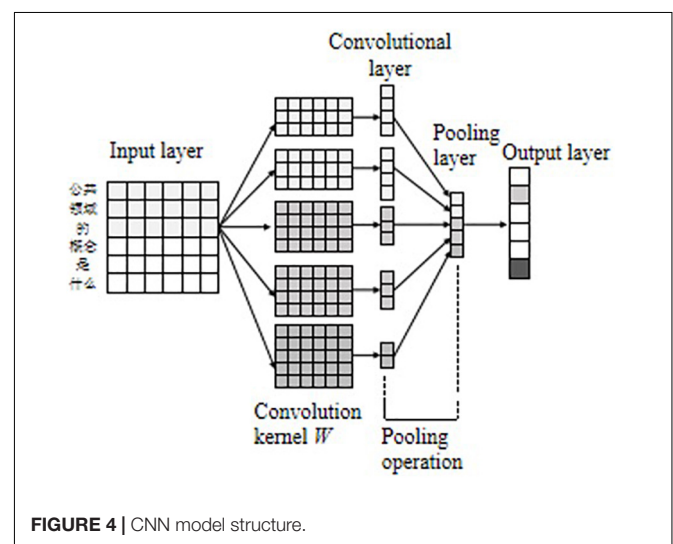 Convolutional
layer
Input layer
Pooling
layer
Output layer
公共
领域
的
概念
是
什么
Convolution
kernel W
Pooling
operation
FIGURE 4 | CNN model structure.